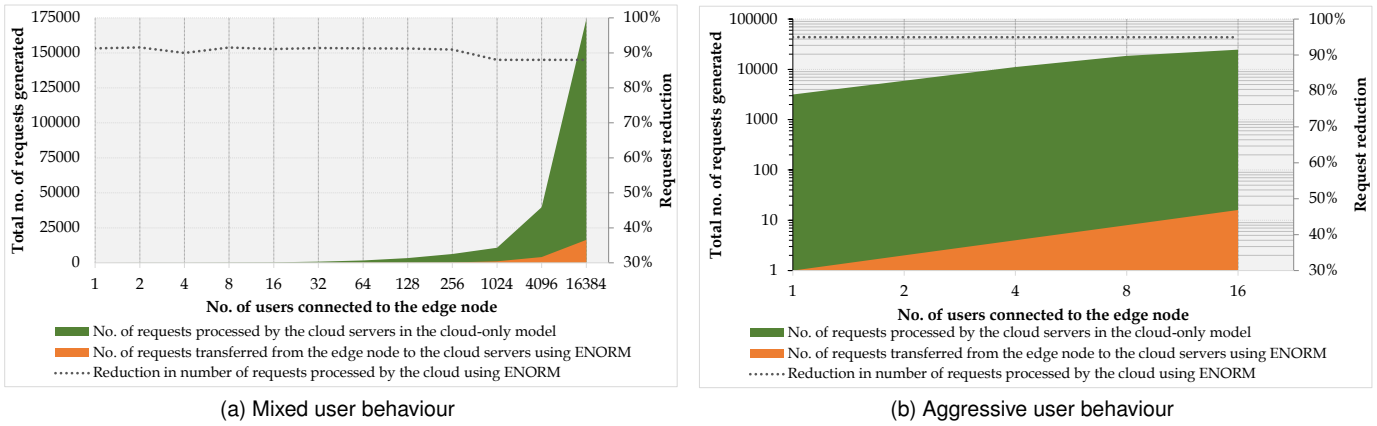 175000
150000
125000
100000
75000
50000
25000
0
Total no. of requests generated
100%
90%
80%
70%
60%
50%
40%
30%
Request reduction
1 2 4 8 16 32 64 128 256 1024 4096 16384
No. of users connected to the edge node
No. of requests processed by the cloud servers in the cloud-only model
No. of requests transferred from the edge node to the cloud servers using ENORM
Reduction in number of requests processed by the cloud using ENORM
(a) Mixed user behaviour
100000
10000
1000
100
10
1
Total no. of requests generated
100%
90%
80%
70%
60%
50%
40%
30%
Request reduction
1 2 4 8 16
No. of users connected to the edge node
No. of requests processed by the cloud servers in the cloud-only model
No. of requests transferred from the edge node to the cloud servers using ENORM
Reduction in number of requests processed by the cloud using ENORM
(b) Aggressive user behaviour